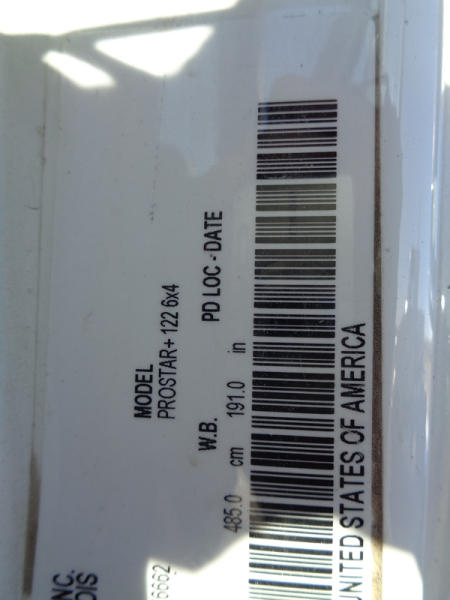 NC.
OIS
MODEL
PROSTAR+ 122 6x4
6662
W.B. PD LOC - DATE
485.0 cm 191.0 in
UNITED STATES OF AMERICA